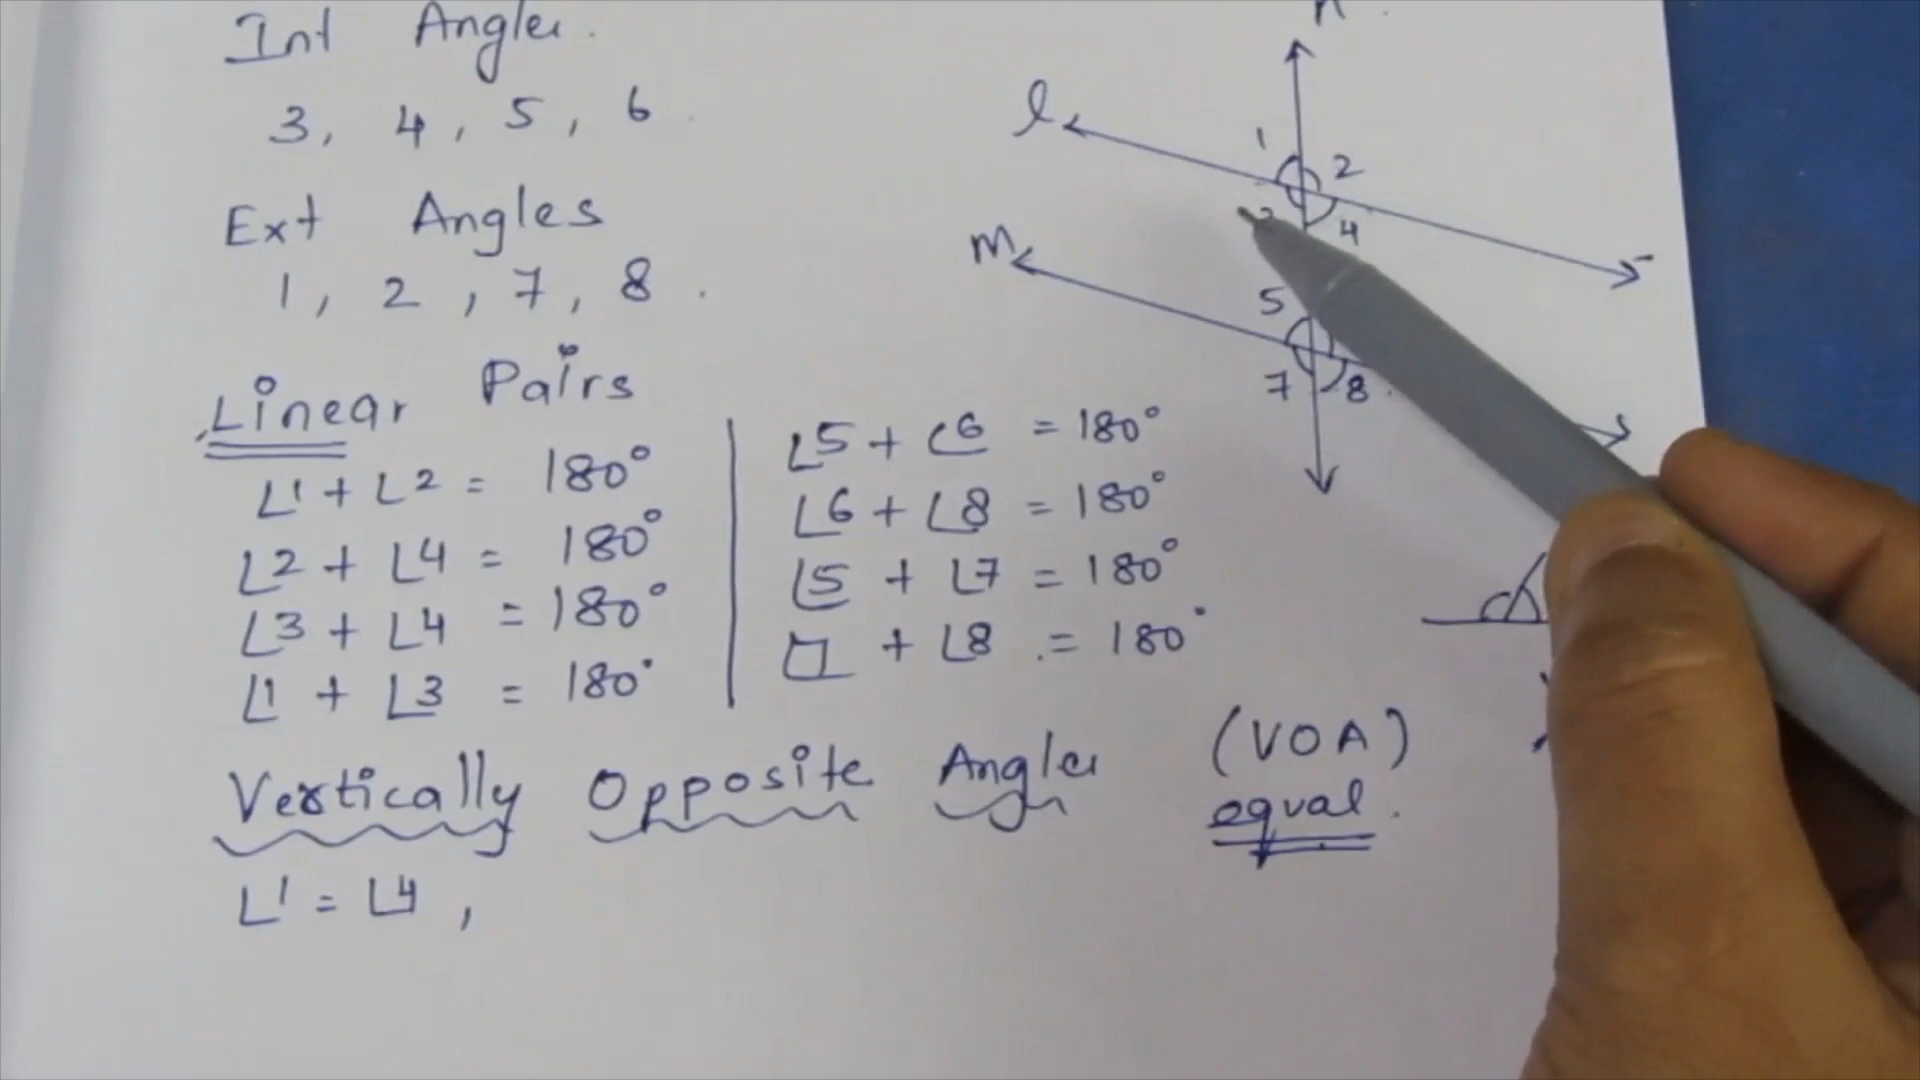 Int Angles.
3, 4, 5, 6
Ext Angles
1, 2, 7, 8.
Linear Pairs
∠1 + ∠2 = 180°
∠2 + ∠4 = 180°
∠3 + ∠4 = 180°
∠1 + ∠3 = 180°
∠5 + ∠6 = 180°
∠6 + ∠8 = 180°
∠5 + ∠7 = 180°
+ ∠8 = 180°
Vertically Opposite Angles (VOA)
equal.
∠1 = ∠4,
l
m
1 2
4
5
7 8